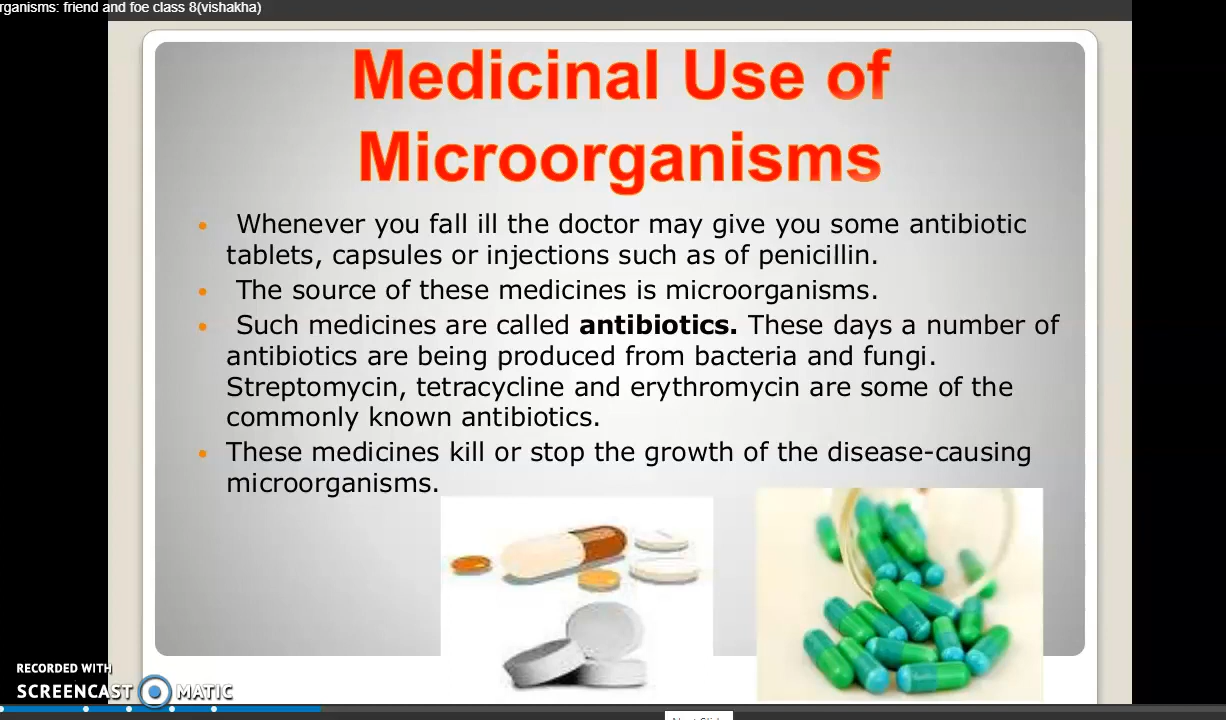 rganisms: friend and foe class 8(vishakha)
Medicinal Use of
Microorganisms
• Whenever you fall ill the doctor may give you some antibiotic
tablets, capsules or injections such as of penicillin.
• The source of these medicines is microorganisms.
• Such medicines are called antibiotics. These days a number of
antibiotics are being produced from bacteria and fungi.
Streptomycin, tetracycline and erythromycin are some of the
commonly known antibiotics.
• These medicines kill or stop the growth of the disease-causing
microorganisms.
RECORDED WITH
SCREENCAST MATIC